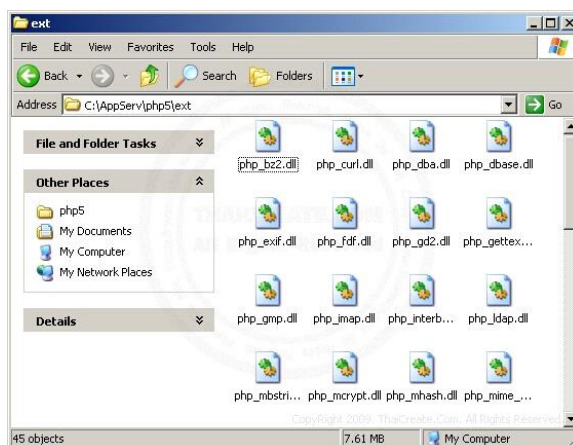 ext
File Edit View Favorites Tools Help
Back Search Folders
Address C:\AppServ\php5\ext Go
File and Folder Tasks
Other Places
php5
My Documents
My Computer
My Network Places
Details
php_bz2.dll php_curl.dll php_dba.dll php_dbase.dll
php_exif.dll php_fdf.dll php_gd2.dll php_gettex...
php_gmp.dll php_imap.dll php_interb... php_ldap.dll
php_mbstri... php_mcrypt.dll php_mhash.dll php_mime_...
CopyRight 2009. ThaiCreate.Com, All Rights Reserved
45 objects 7.61 MB My Computer